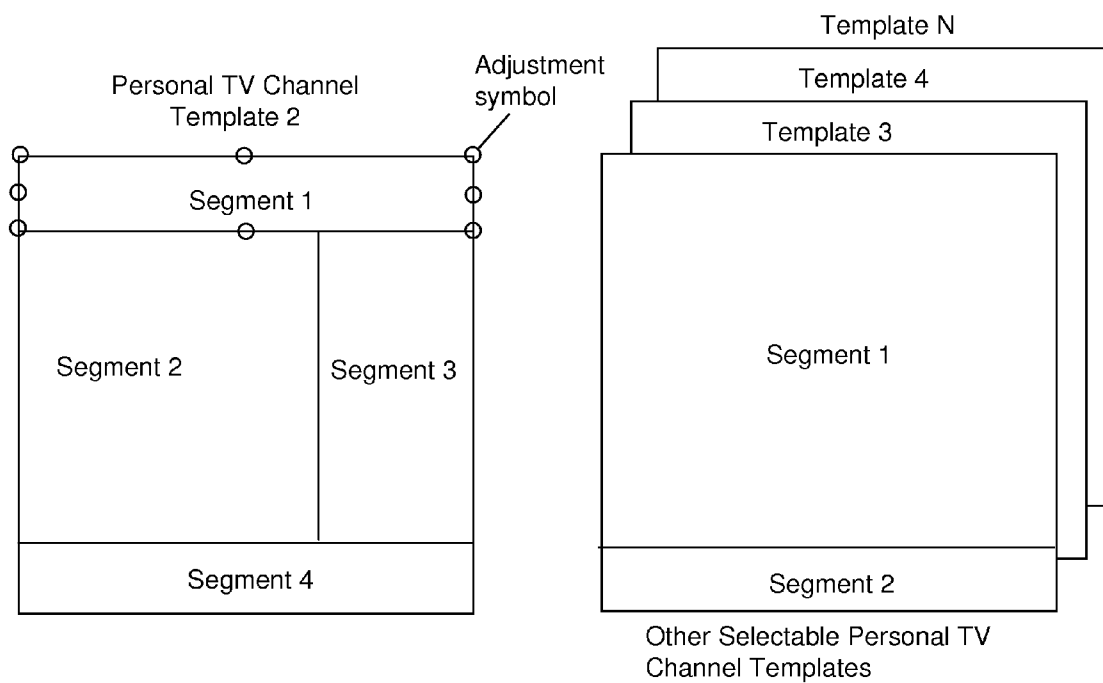 Personal TV Channel
Template 2
Adjustment
symbol
Segment 1
Segment 2
Segment 3
Segment 4
Template N
Template 4
Template 3
Segment 1
Segment 2
Other Selectable Personal TV
Channel Templates